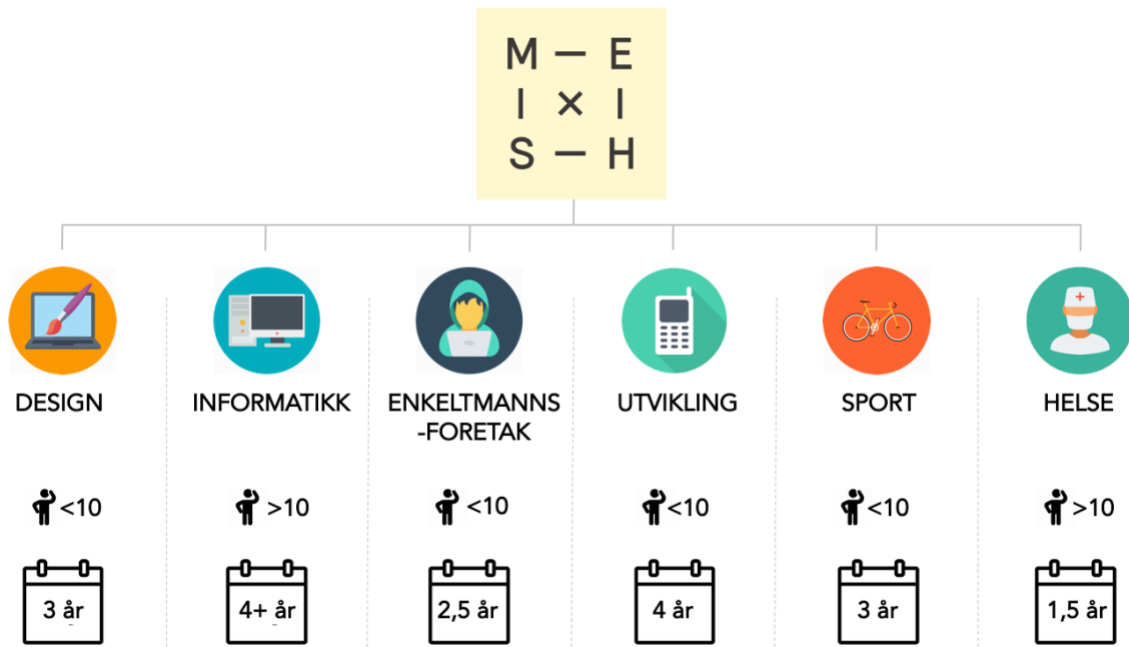 M — E
I × I
S — H
DESIGN
INFORMATIKK
ENKELTMANNS
-FORETAK
UTVIKLING
SPORT
HELSE
<10
>10
<10
<10
<10
>10
3 år
4+ år
2,5 år
4 år
3 år
1,5 år